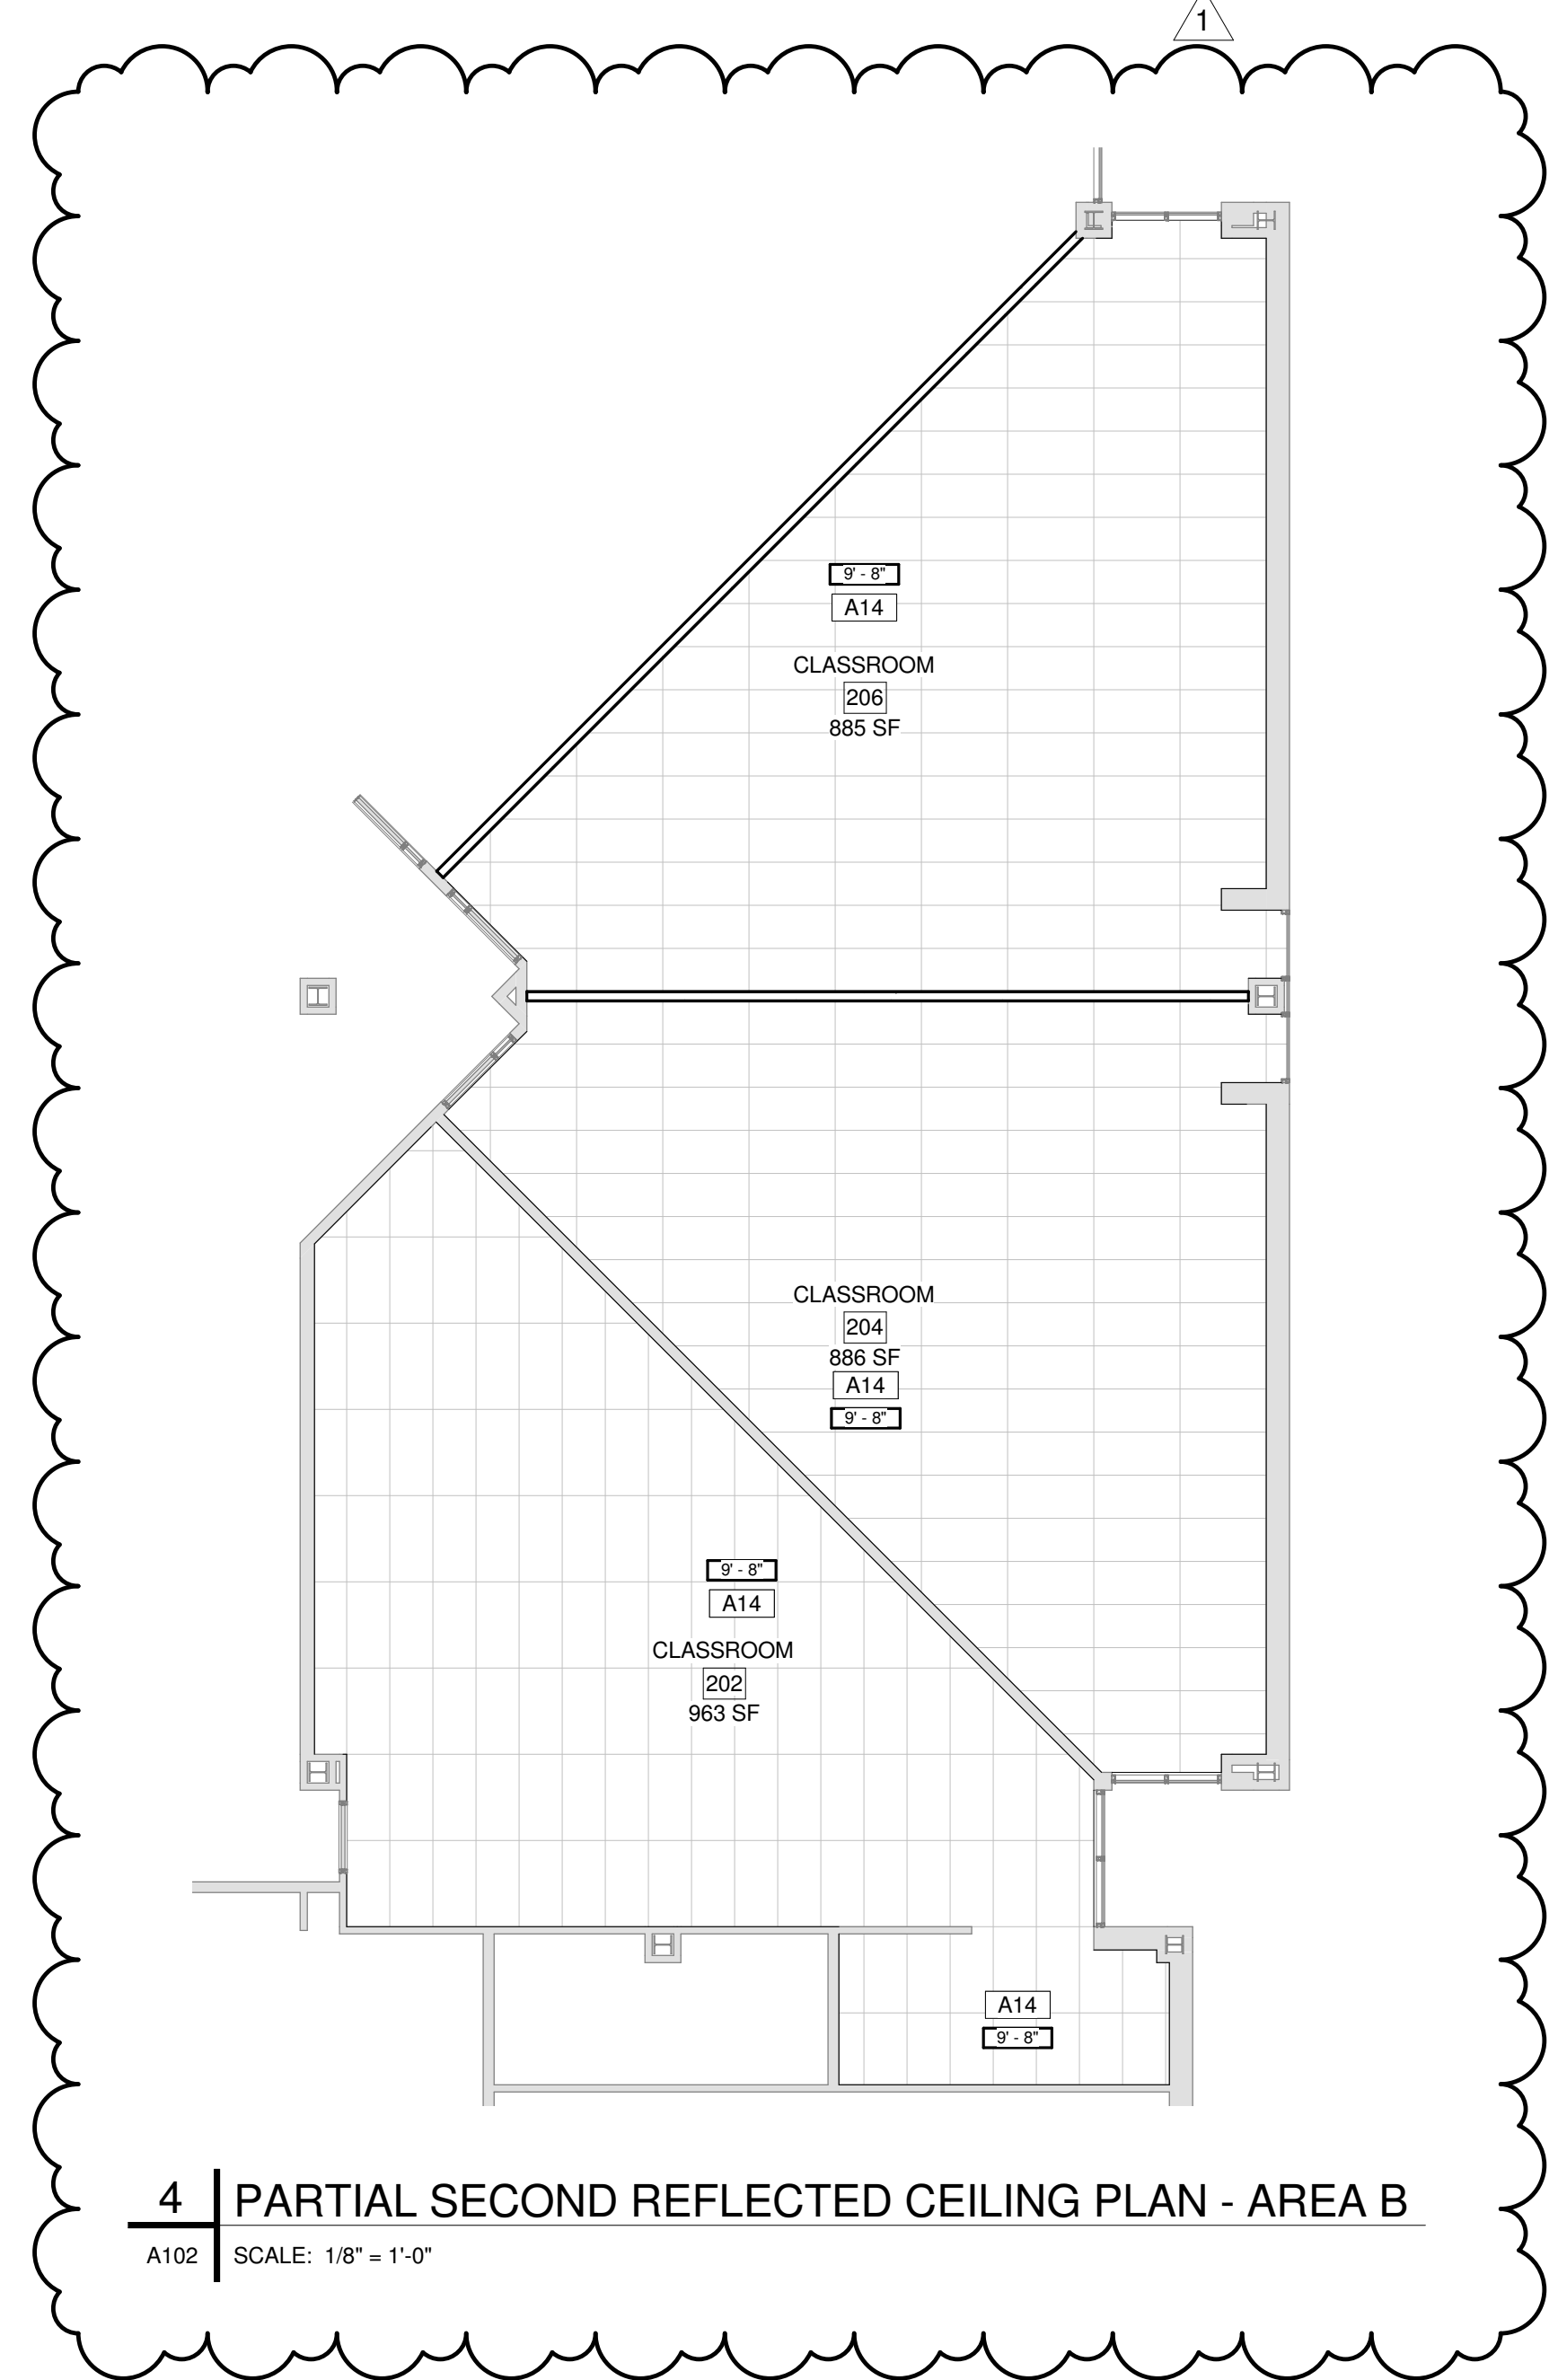 1
9' - 8"
A14
CLASSROOM
206
885 SF
CLASSROOM
204
886 SF
A14
9' - 8"
9' - 8"
A14
CLASSROOM
202
963 SF
A14
9' - 8"
4
PARTIAL SECOND REFLECTED CEILING PLAN - AREA B
A102
SCALE: 1/8" = 1'-0"